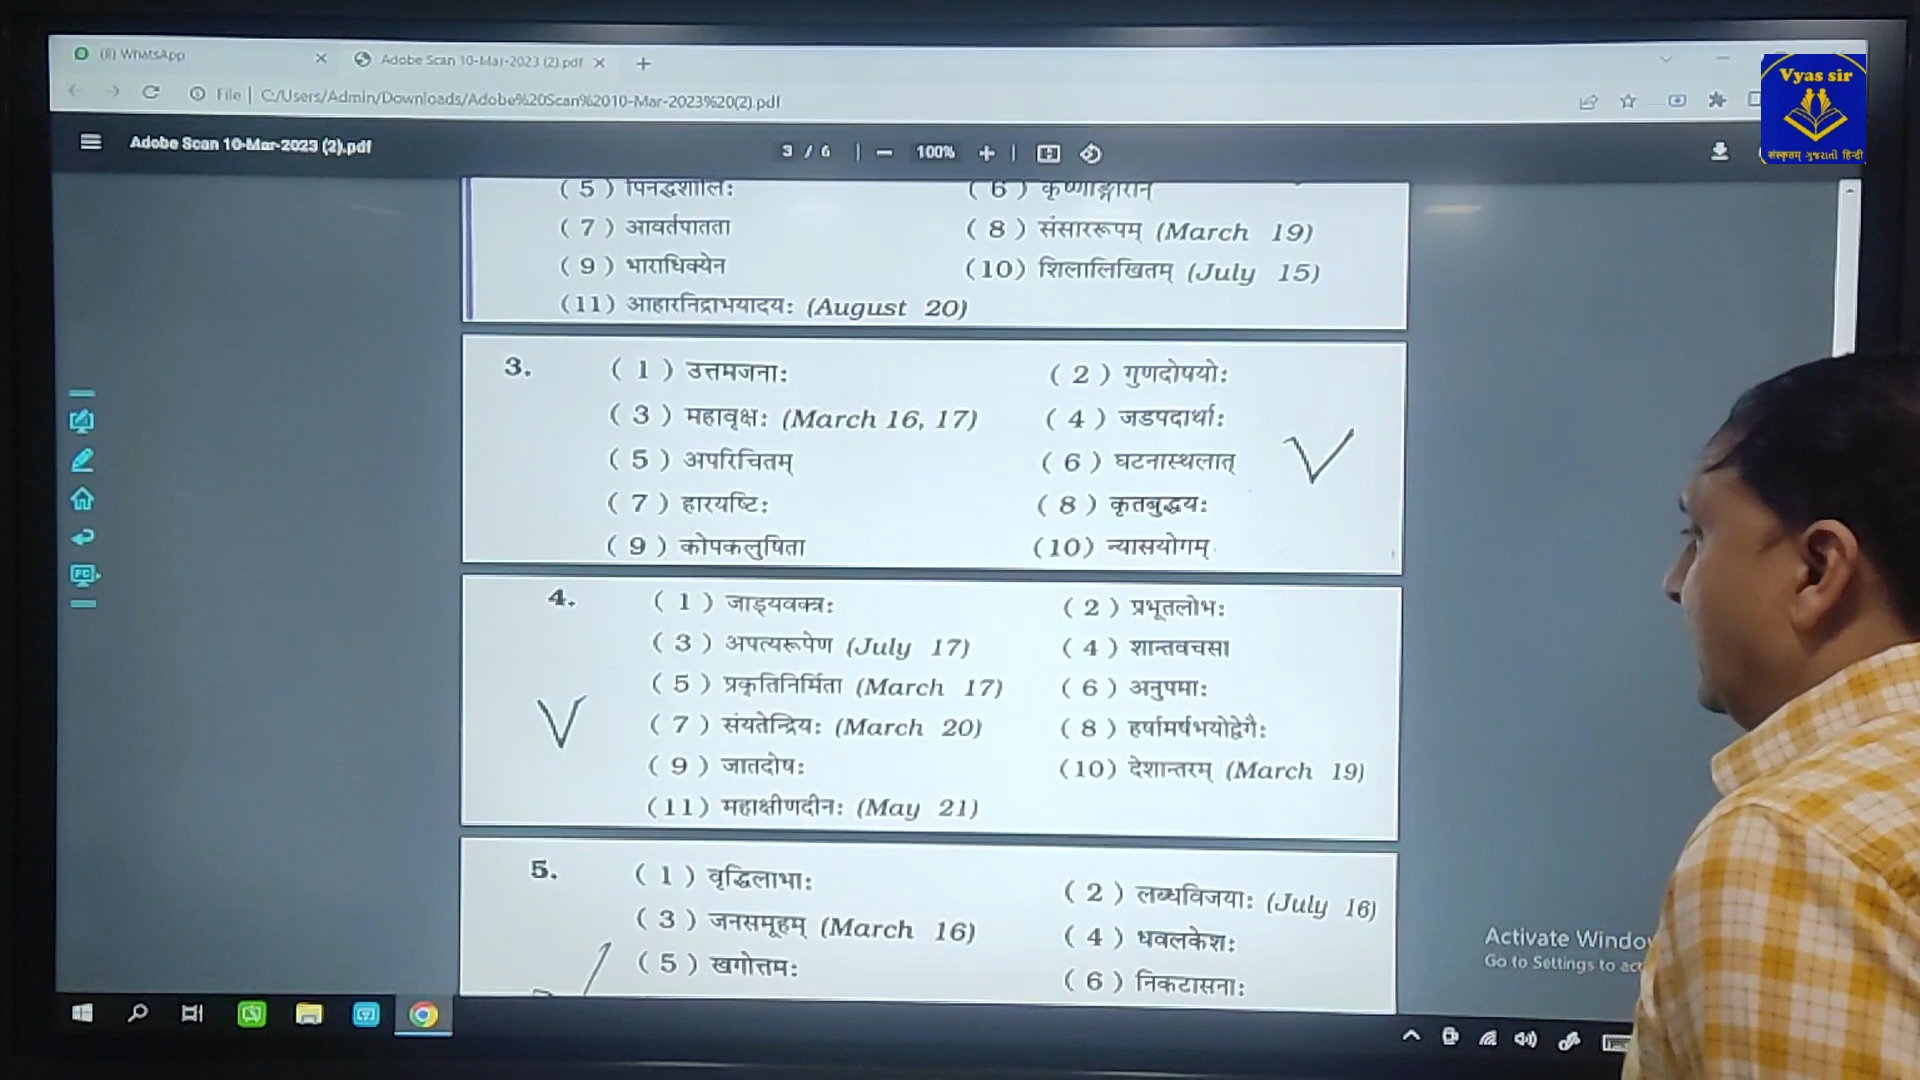 (ll) WhatsApp
Adobe Scan 10-Mar-2023 (2).pdf
File | C:/Users/Admin/Downloads/Adobe%20Scan%2010-Mar-2023%20(2).pdf
Vyas sir
संस्कृतम् ગુજરાતી हिन्दी
Adobe Scan 10-Mar-2023 (2).pdf
3 / 6 | − 100% + |
( 5 ) पिनद्धशालिः ( 6 ) कृष्णाङ्गारान्
( 7 ) आवर्तपातता ( 8 ) संसाररूपम् (March 19)
( 9 ) भाराधिक्येन (10) शिलालिखितम् (July 15)
(11) आहारनिद्राभयादयः (August 20)
3. ( 1 ) उत्तमजनाः ( 2 ) गुणदोषयोः
( 3 ) महावृक्षः (March 16, 17) ( 4 ) जडपदार्थाः
( 5 ) अपरिचितम् ( 6 ) घटनास्थलात्
( 7 ) हारयष्टिः ( 8 ) कृतबुद्धयः
( 9 ) कोपकलुषिता (10) न्यासयोगम्
4. ( 1 ) जाड्यवक्त्रः ( 2 ) प्रभूतलोभः
( 3 ) अपत्यरूपेण (July 17) ( 4 ) शान्तवचसा
( 5 ) प्रकृतिनिर्मिता (March 17) ( 6 ) अनुपमाः
( 7 ) संयतेन्द्रियः (March 20) ( 8 ) हर्षामर्षभयोद्वेगैः
( 9 ) जातदोषः (10) देशान्तरम् (March 19)
(11) महाक्षीणदीनः (May 21)
5. ( 1 ) वृद्धिलाभाः ( 2 ) लब्धविजयाः (July 16)
( 3 ) जनसमूहम् (March 16) ( 4 ) धवलकेशः
( 5 ) खगोत्तमः ( 6 ) निकटासनाः
Activate Windo
Go to Settings to act